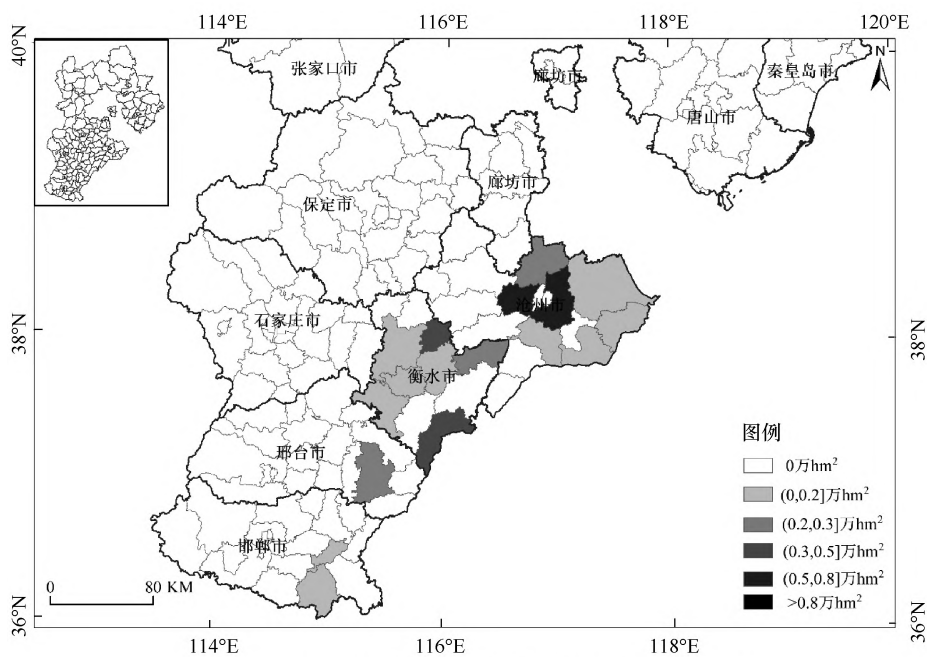 114°E 116°E 118°E 120°E
40°N
40°N
N
张家口市
廊坊市
秦皇岛市
唐山市
廊坊市
保定市
沧州市
石家庄市
38°N
38°N
衡水市
邢台市
邯郸市
图例
0万hm²
(0,0.2]万hm²
(0.2,0.3]万hm²
(0.3,0.5]万hm²
(0.5,0.8]万hm²
>0.8万hm²
0 80 KM
36°N
36°N
114°E 116°E 118°E